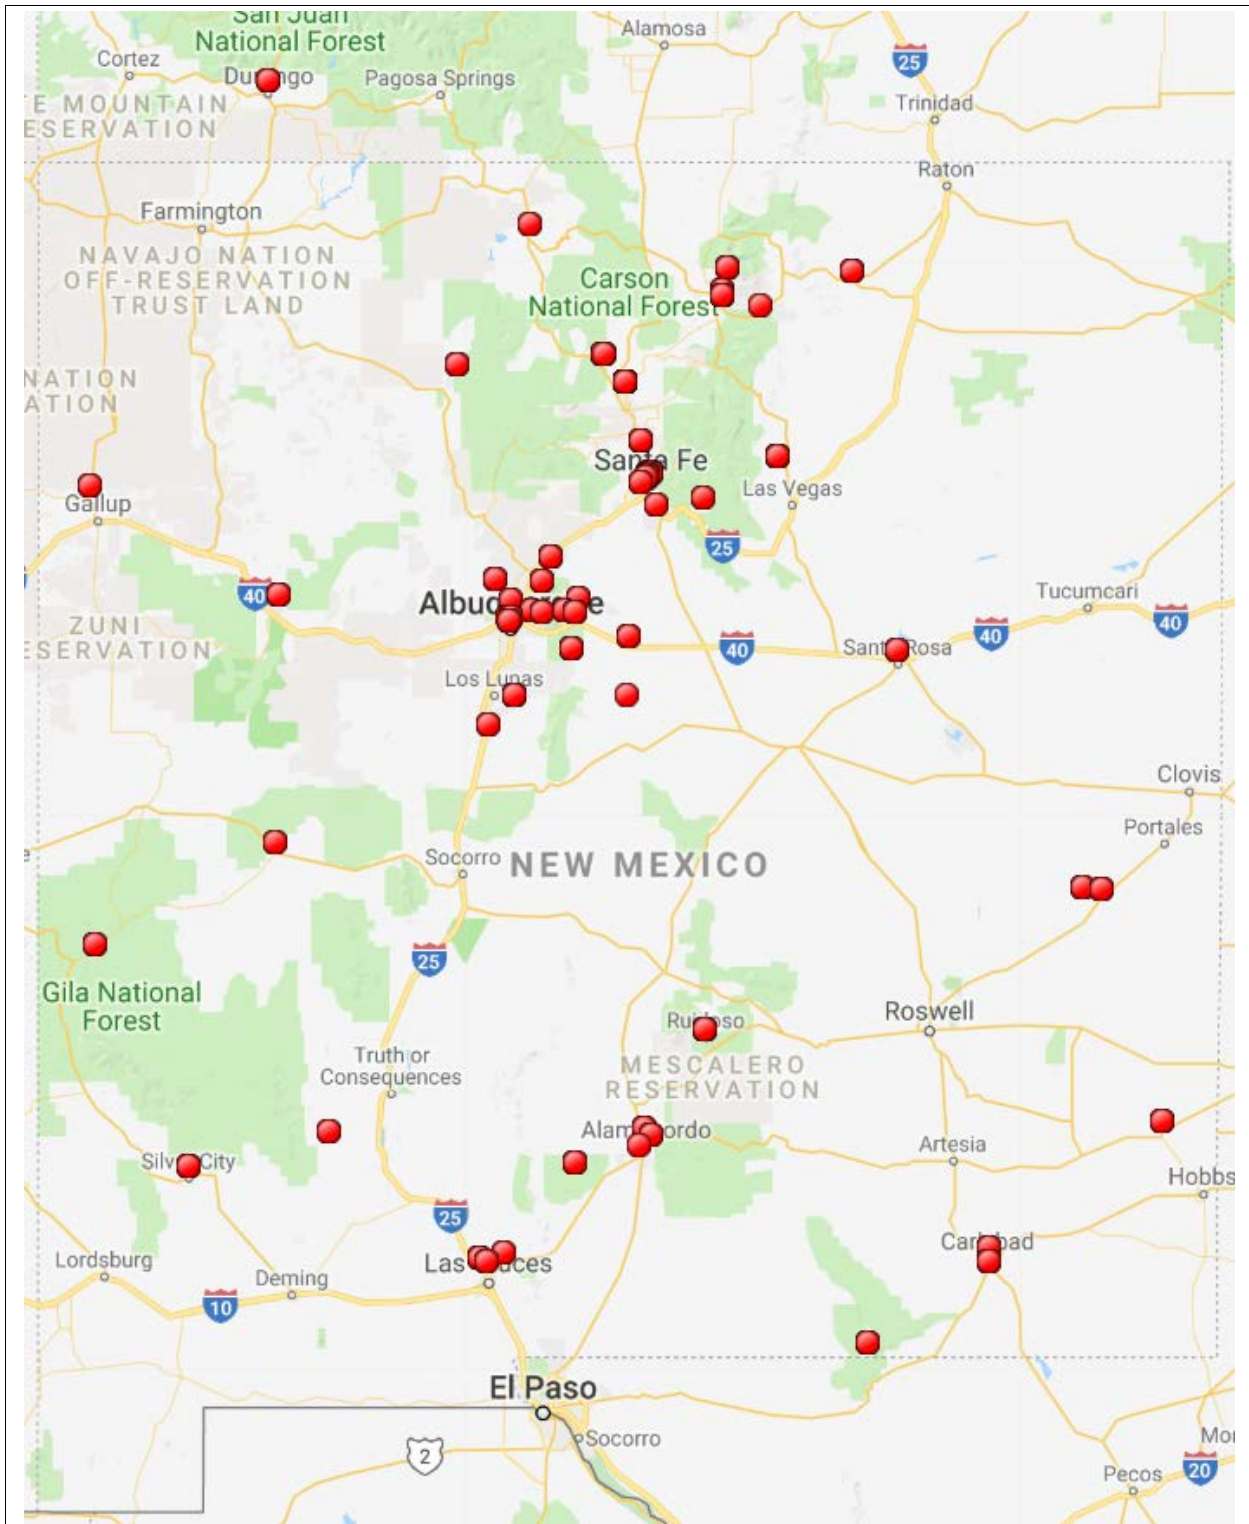 San Juan
National Forest
Alamosa
Cortez
Pagosa Springs
25
Trinidad
E MOUNTAIN
ESERVATION
Raton
Farmington
NAVAJO NATION
OFF-RESERVATION
TRUST LAND
Carson
National Forest
NATION
ATION
Santa Fe
Las Vegas
Gallup
25
40
Tucumcari
40
40
ZUNI
ESERVATION
40
Los Lunas
Clovis
Portales
Socorro
NEW MEXICO
25
Gila National
Forest
Roswell
Truth or
Consequences
MESCALERO
RESERVATION
Artesia
Hobbs
25
Lordsburg
Deming
10
El Paso
Socorro
2
20
Pecos